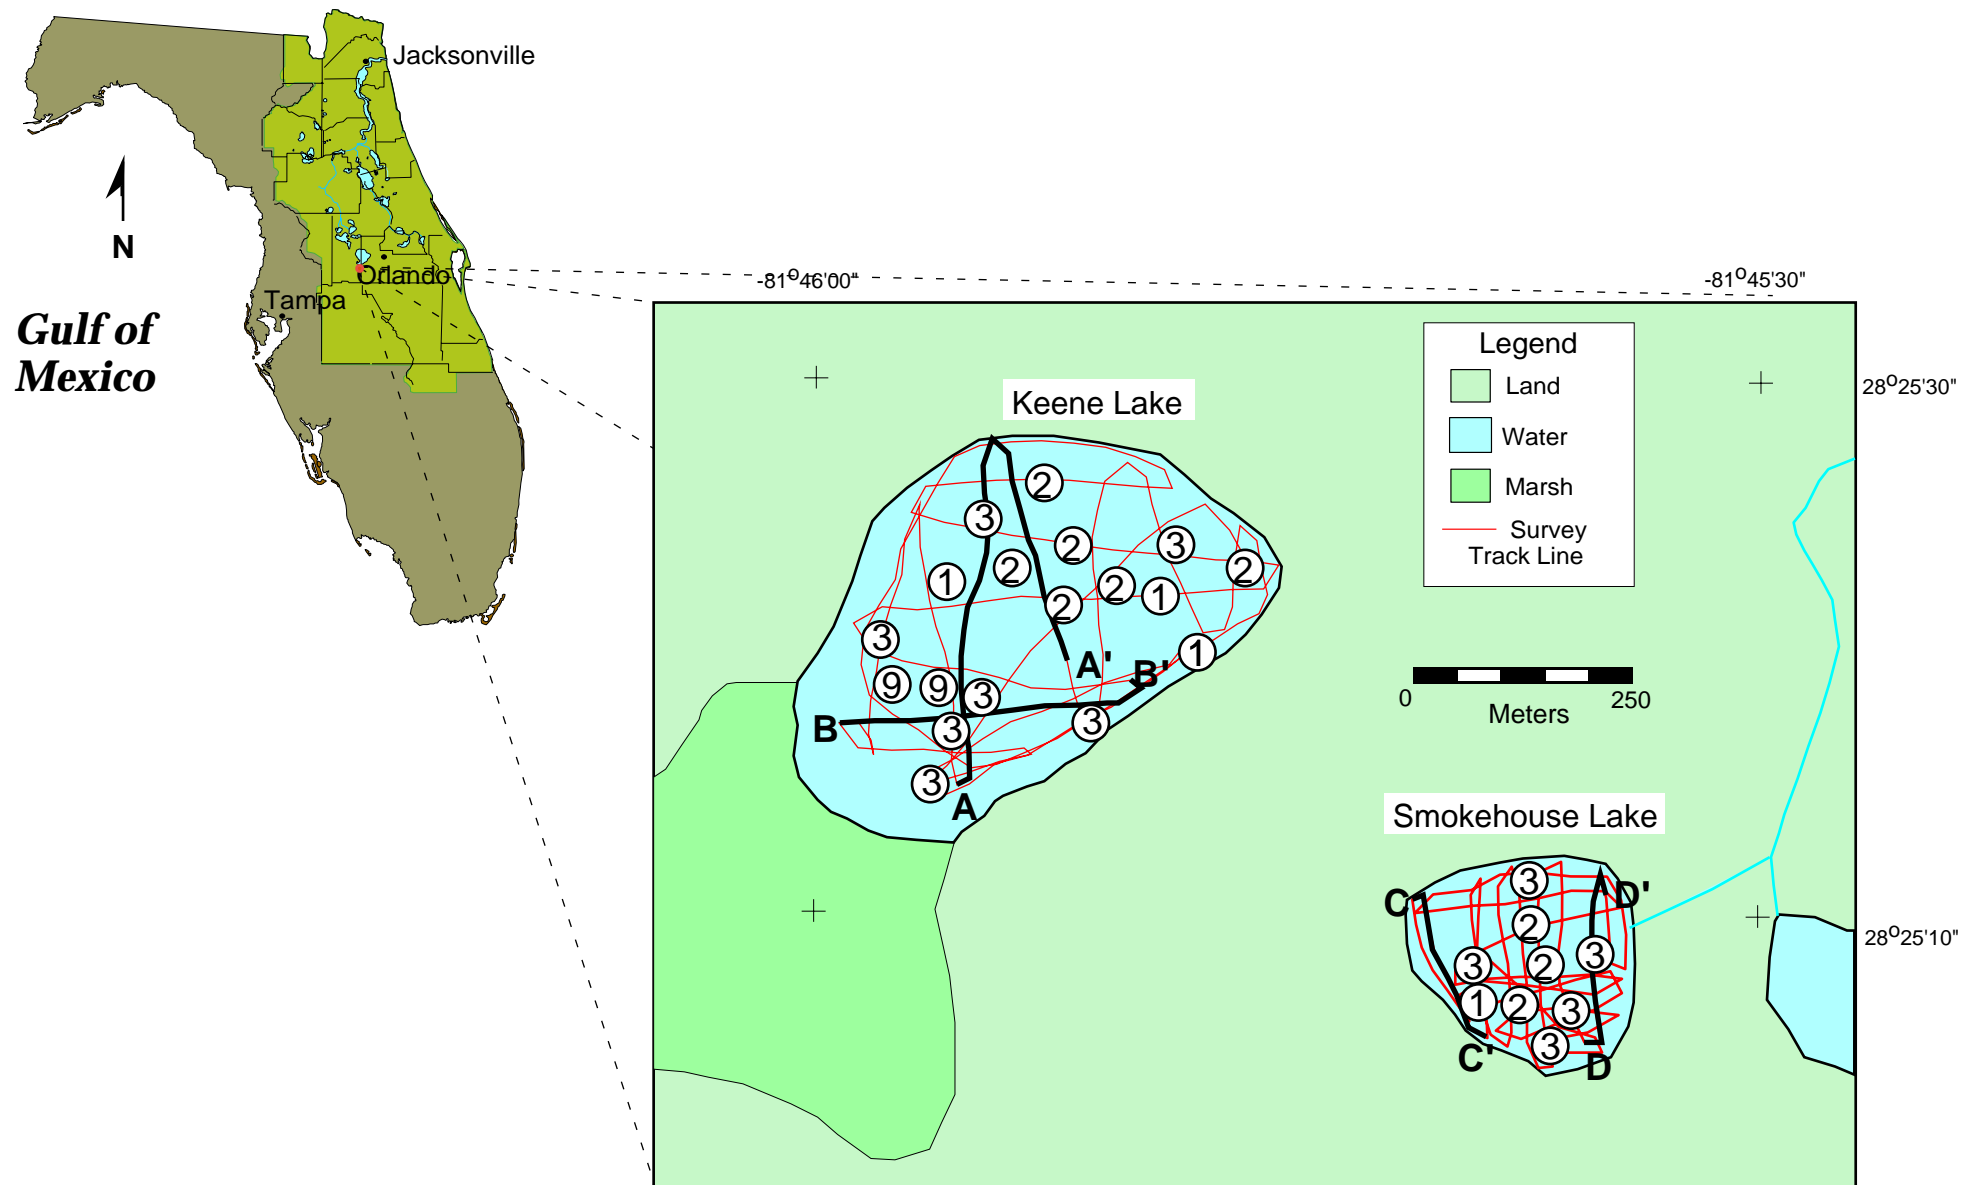 Jacksonville
N
Orlando
Tampa
Gulf of
Mexico
-81°46'00"
-81°45'30"
28°25'30"
28°25'10"
Legend
Land
Water
Marsh
Survey
Track Line
0
250
Meters
Keene Lake
2
3
2
3
2
2
1
2
1
2
3
1
A'
B'
9
9
3
B
3
3
3
A
Smokehouse Lake
3
C
D'
2
3
2
3
1
2
3
3
C'
D